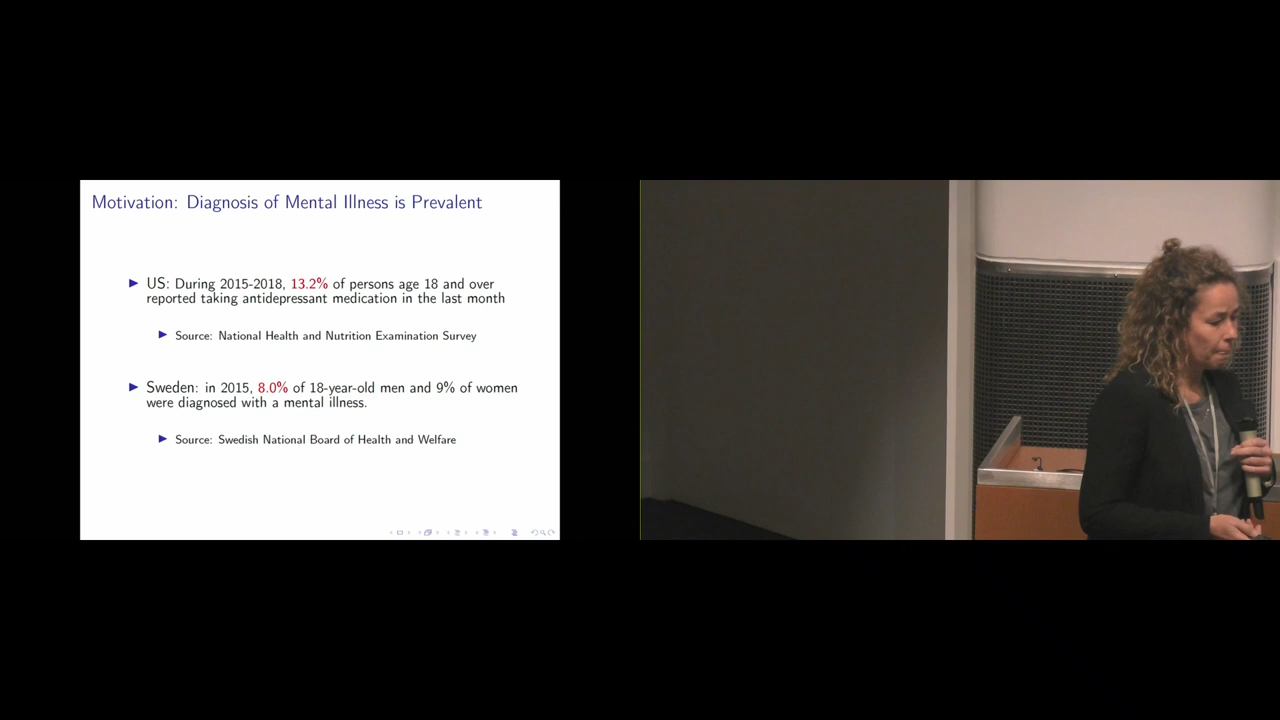 Motivation: Diagnosis of Mental Illness is Prevalent
US: During 2015-2018, 13.2% of persons age 18 and over
reported taking antidepressant medication in the last month
Source: National Health and Nutrition Examination Survey
Sweden: in 2015, 8.0% of 18-year-old men and 9% of women
were diagnosed with a mental illness.
Source: Swedish National Board of Health and Welfare